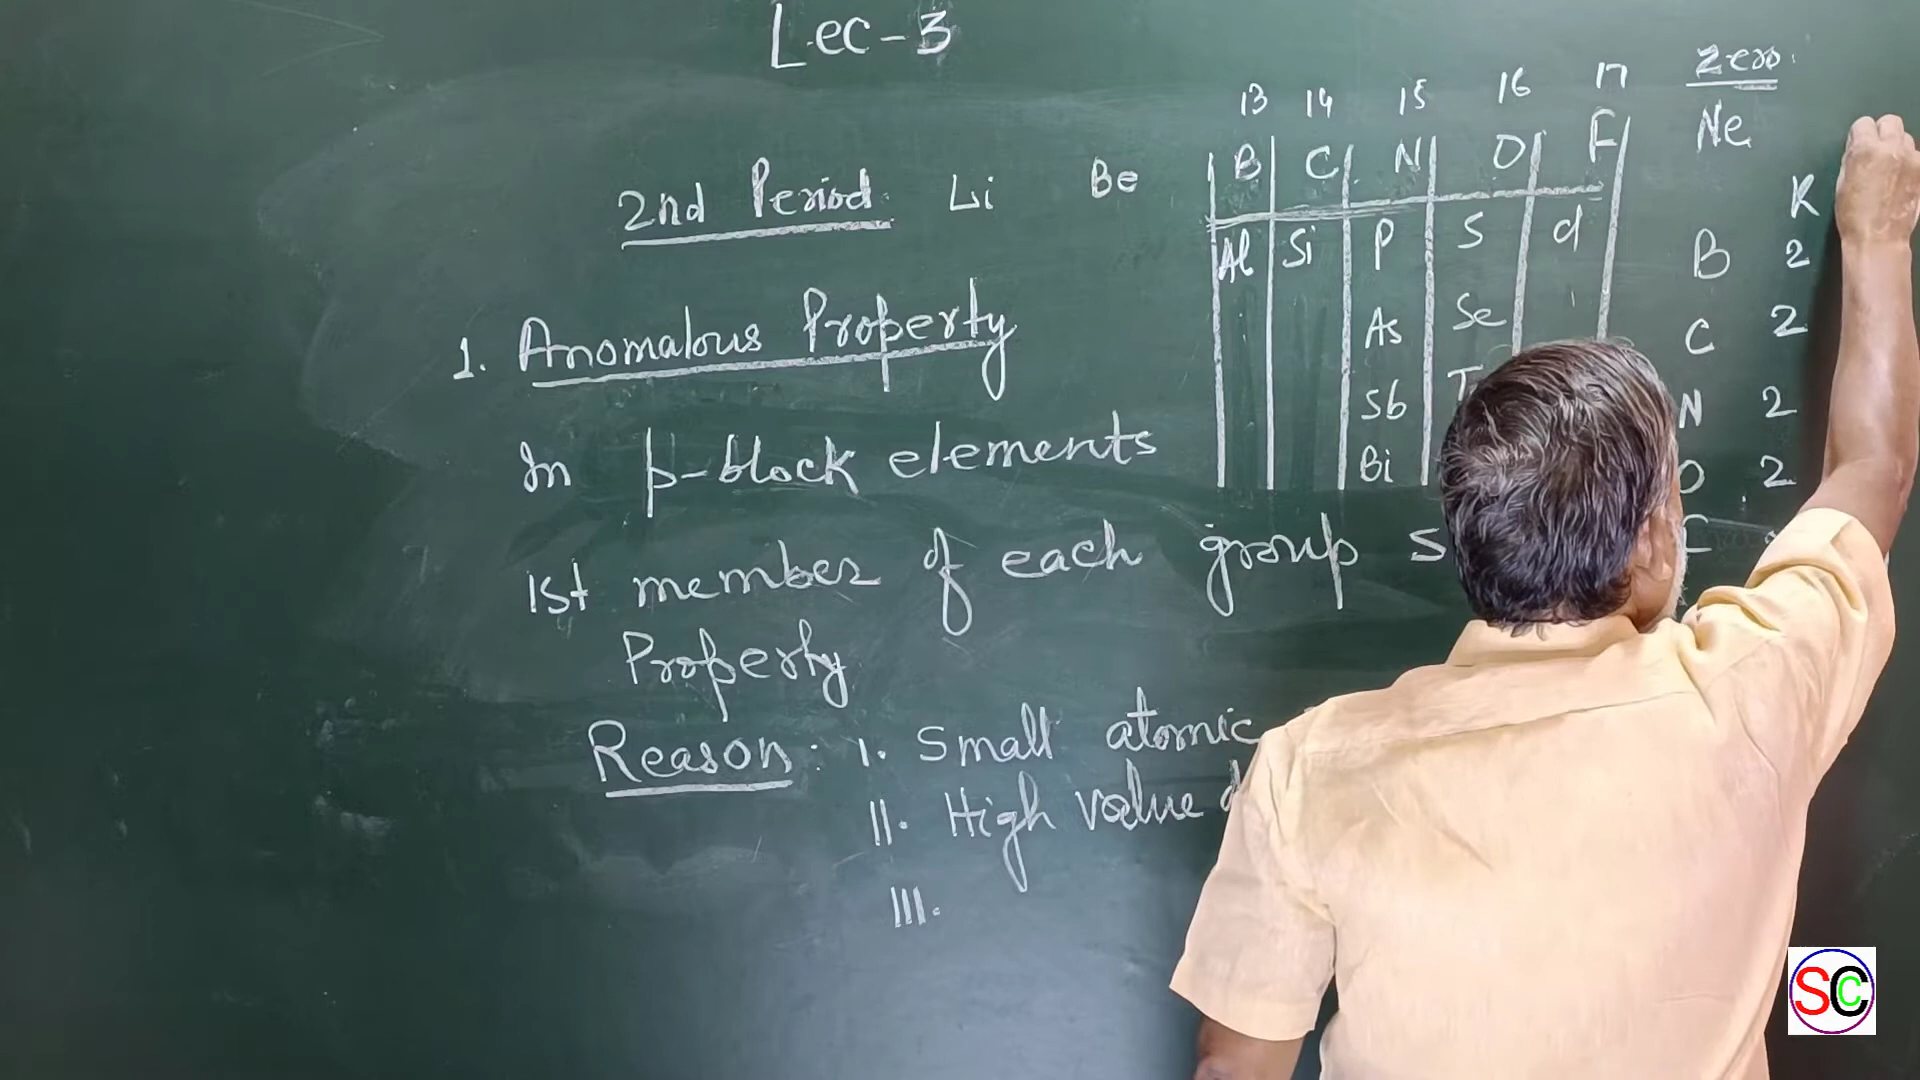 Lec-3
2nd Period Li Be
13 14 15 16 17 Zero
B C N O F Ne
Al Si P S Cl
As Se
Sb
Bi
K
B 2
C 2
N 2
O 2
1. Anomalous Property
In p-block elements
1st member of each group
Property
Reason: I. Small atomic
II. High value
III.
SC